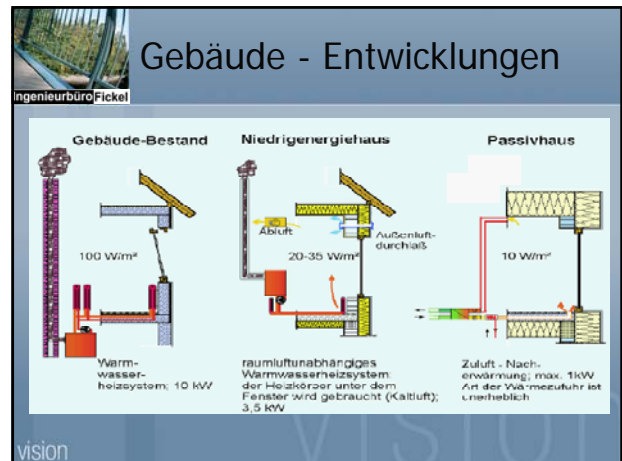 Gebäude - Entwicklungen
Ingenieurbüro Fickel
Gebäude-Bestand
Niedrigenergiehaus
Passivhaus
Abluft
Außenluft-
durchlaß
100 W/m²
20-35 W/m²
10 W/m²
Warm-
wasser-
heizsystem; 10 kW
raumluftunabhängiges
Warmwasserheizsystem;
der Heizkörper unter dem
Fenster wird gebraucht (Kaltluft);
3,5 kW
Zuluft - Nach-
erwärmung; max. 1kW
Art der Wärmezufuhr ist
unerheblich
vision
VISION